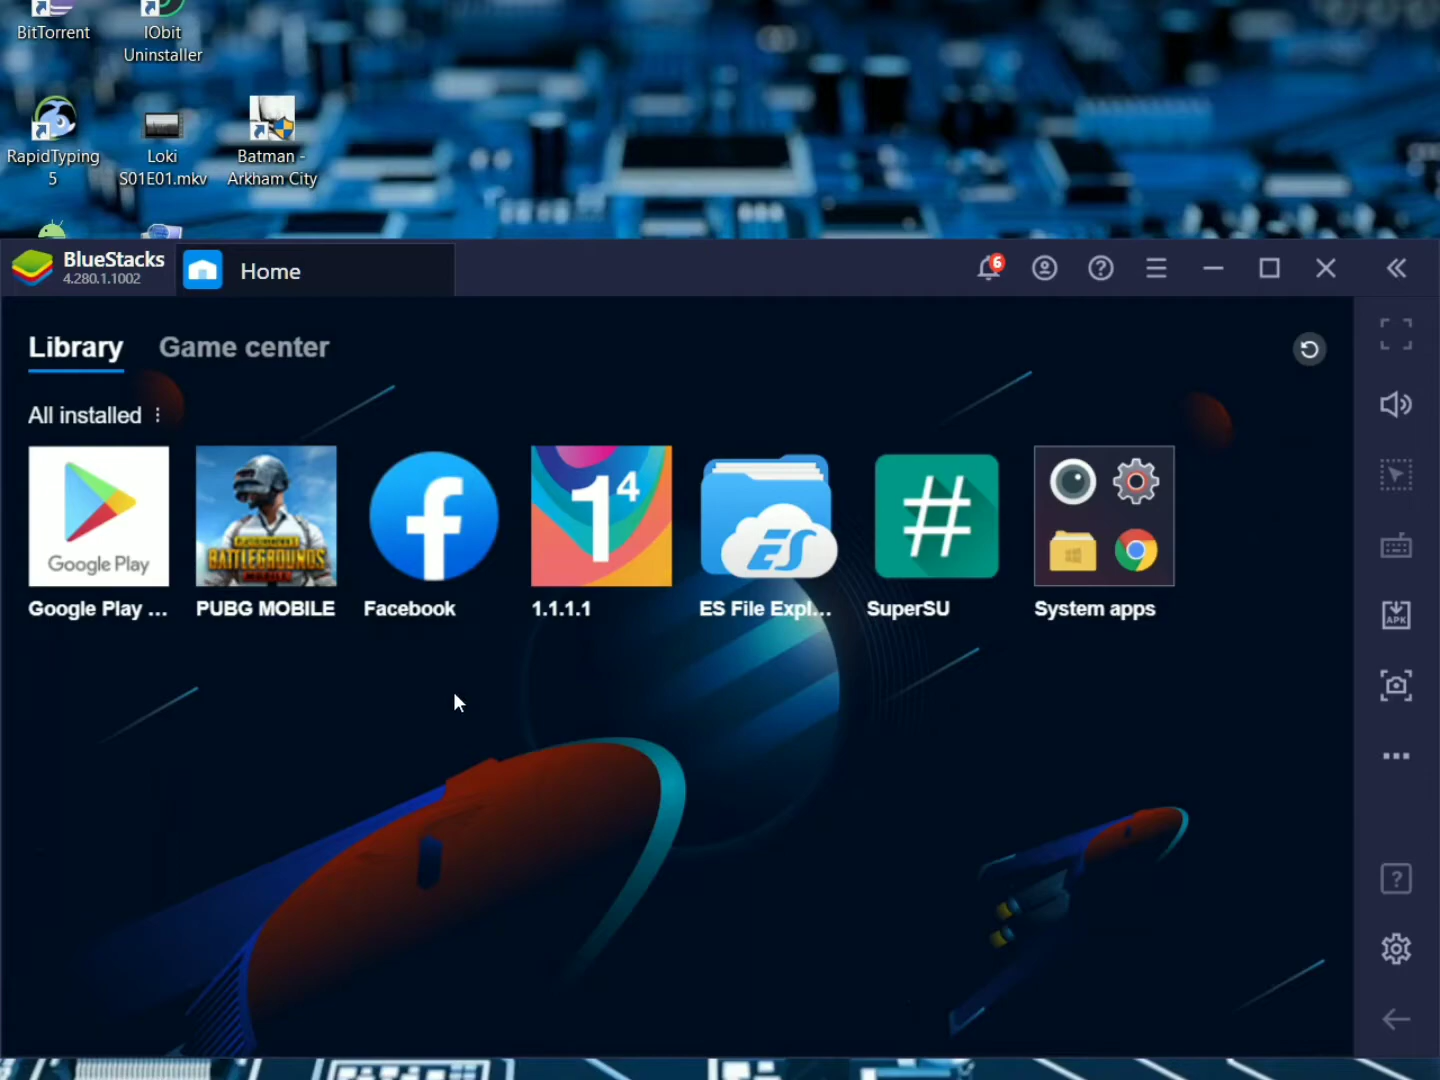 BitTorrent
IObit
Uninstaller
RapidTyping
5
Loki
S01E01.mkv
Batman -
Arkham City
BlueStacks
4.280.1.1002
Home
6
Library
Game center
All installed
Google Play
BATTLEGROUNDS
1⁴
ES
#
Google Play ...
PUBG MOBILE
Facebook
1.1.1.1
ES File Expl...
SuperSU
System apps
APK